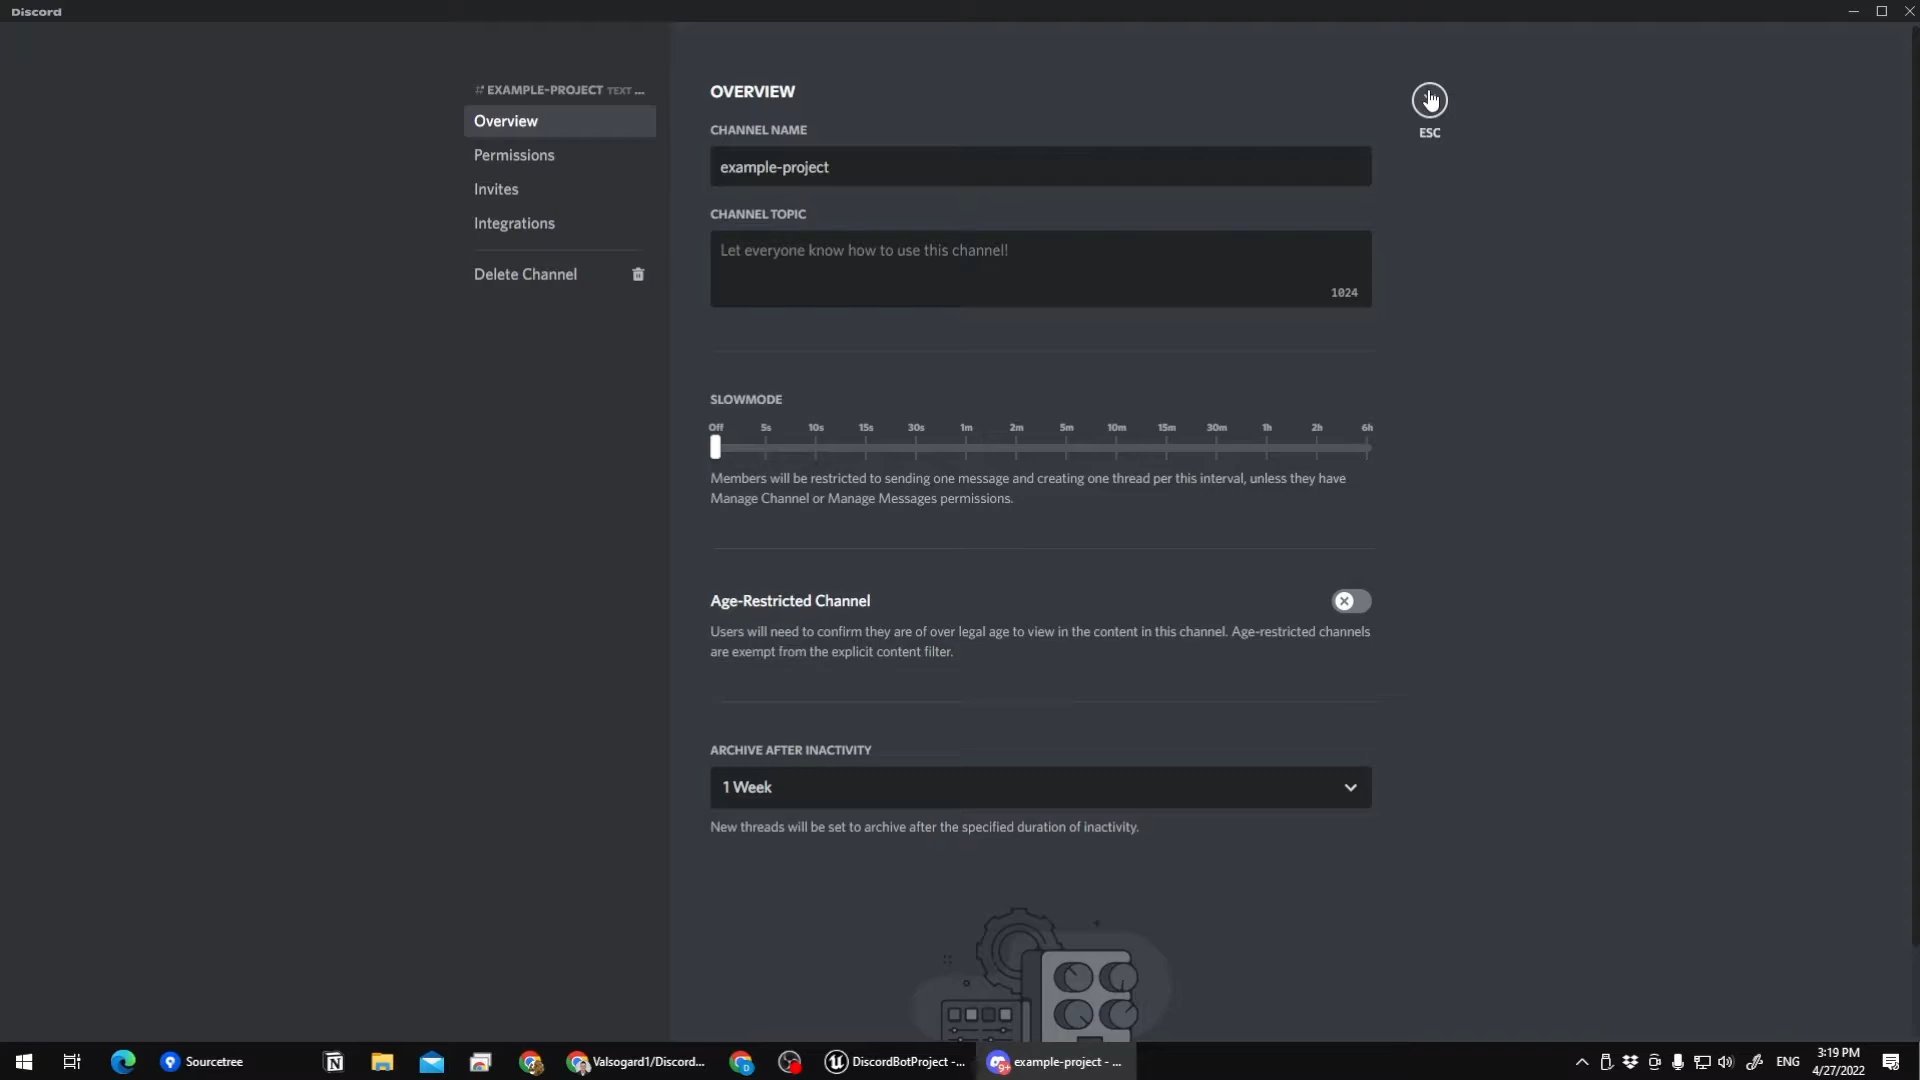 Discord
EXAMPLE-PROJECT TEXT ...
Overview
Permissions
Invites
Integrations
Delete Channel
OVERVIEW
CHANNEL NAME
example-project
CHANNEL TOPIC
Let everyone know how to use this channel!
1024
ESC
SLOWMODE
Off 5s 10s 15s 30s 1m 2m 5m 10m 15m 30m 1h 2h 6h
Members will be restricted to sending one message and creating one thread per this interval, unless they have
Manage Channel or Manage Messages permissions.
Age-Restricted Channel
Users will need to confirm they are of over legal age to view in the content in this channel. Age-restricted channels
are exempt from the explicit content filter.
ARCHIVE AFTER INACTIVITY
1 Week
New threads will be set to archive after the specified duration of inactivity.
Sourcetree
Valsogard1/Discord...
DiscordBotProject -...
9+
example-project - ...
ENG
3:19 PM
4/27/2022